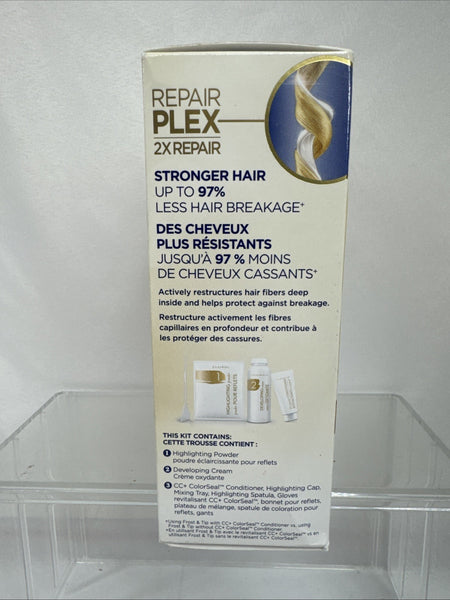 REPAIR
PLEX
2X REPAIR
STRONGER HAIR
UP TO 97%
LESS HAIR BREAKAGE+
DES CHEVEUX
PLUS RÉSISTANTS
JUSQU'À 97 % MOINS
DE CHEVEUX CASSANTS+
Actively restructures hair fibers deep
inside and helps protect against breakage.
Restructure activement les fibres
capillaires en profondeur et contribue à
les protéger des cassures.
HIGHLIGHTING
POUR REFLETS
2
DEVELOPING
THIS KIT CONTAINS:
CETTE TROUSSE CONTIENT :
1 Highlighting Powder
poudre éclaircissante pour reflets
2 Developing Cream
Crème oxydante
3 CC+ ColorSeal™ Conditioner, Highlighting Cap,
Mixing Tray, Highlighting Spatula, Gloves
revitalisant CC+ ColorSeal™, bonnet pour reflets,
plateau de mélange, spatule de coloration pour
reflets, gants
+Using Frost & Tip with CC+ ColorSeal™ Conditioner vs. using
Frost & Tip without CC+ ColorSeal™ Conditioner.
+En utilisant Frost & Tip avec le revitalisant CC+ ColorSeal™ vs en
utilisant Frost & Tip sans le revitalisant CC+ ColorSeal™.